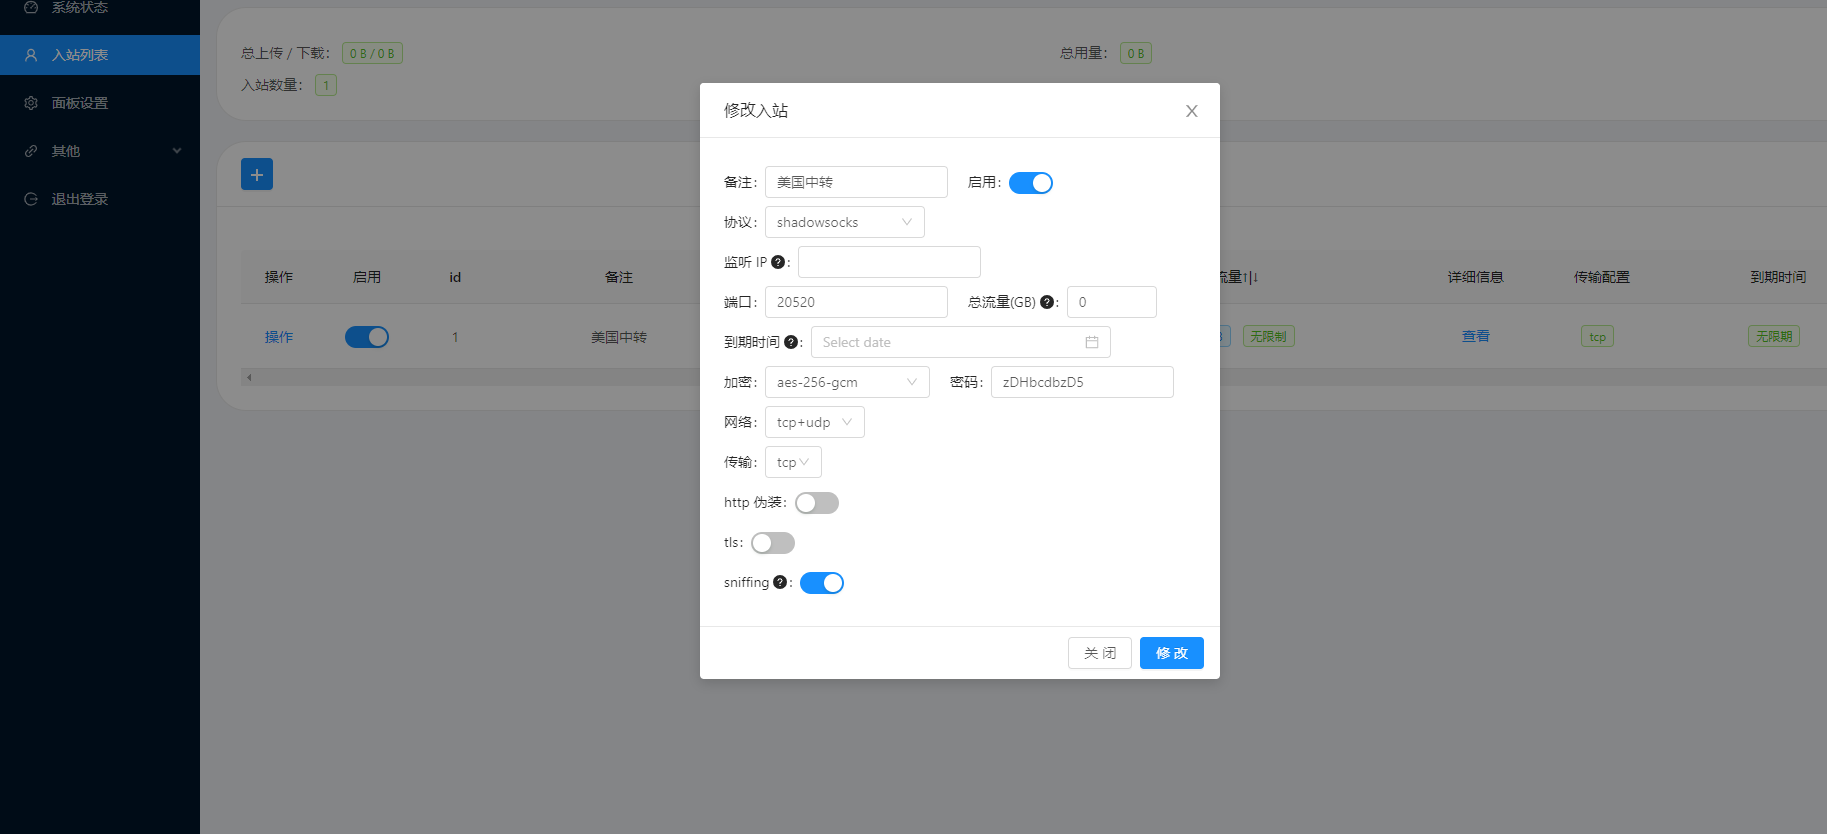 系统状态
入站列表
面板设置
其他
退出登录
总上传 / 下载： 0 B / 0 B
总用量： 0 B
入站数量： 1
+
操作 启用 id 备注 流量↑|↓ 详细信息 传输配置 到期时间
操作 1 美国中转 无限制 查看 tcp 无限期
修改入站
备注： 美国中转 启用：
协议： shadowsocks
监听 IP ?：
端口： 20520 总流量(GB) ?： 0
到期时间 ?： Select date
加密： aes-256-gcm 密码： zDHbcdbzD5
网络： tcp+udp
传输： tcp
http 伪装：
tls：
sniffing ?：
关 闭 修 改